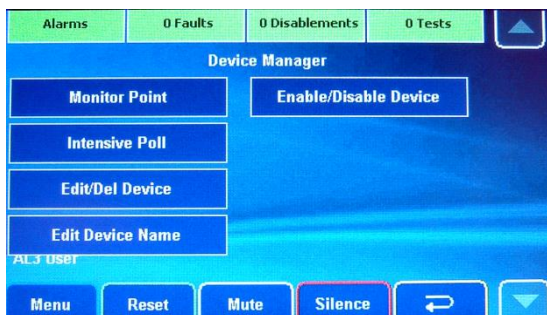 Alarms 0 Faults 0 Disablements 0 Tests
Device Manager
Monitor Point Enable/Disable Device
Intensive Poll
Edit/Del Device
Edit Device Name
AL3 User
Menu Reset Mute Silence